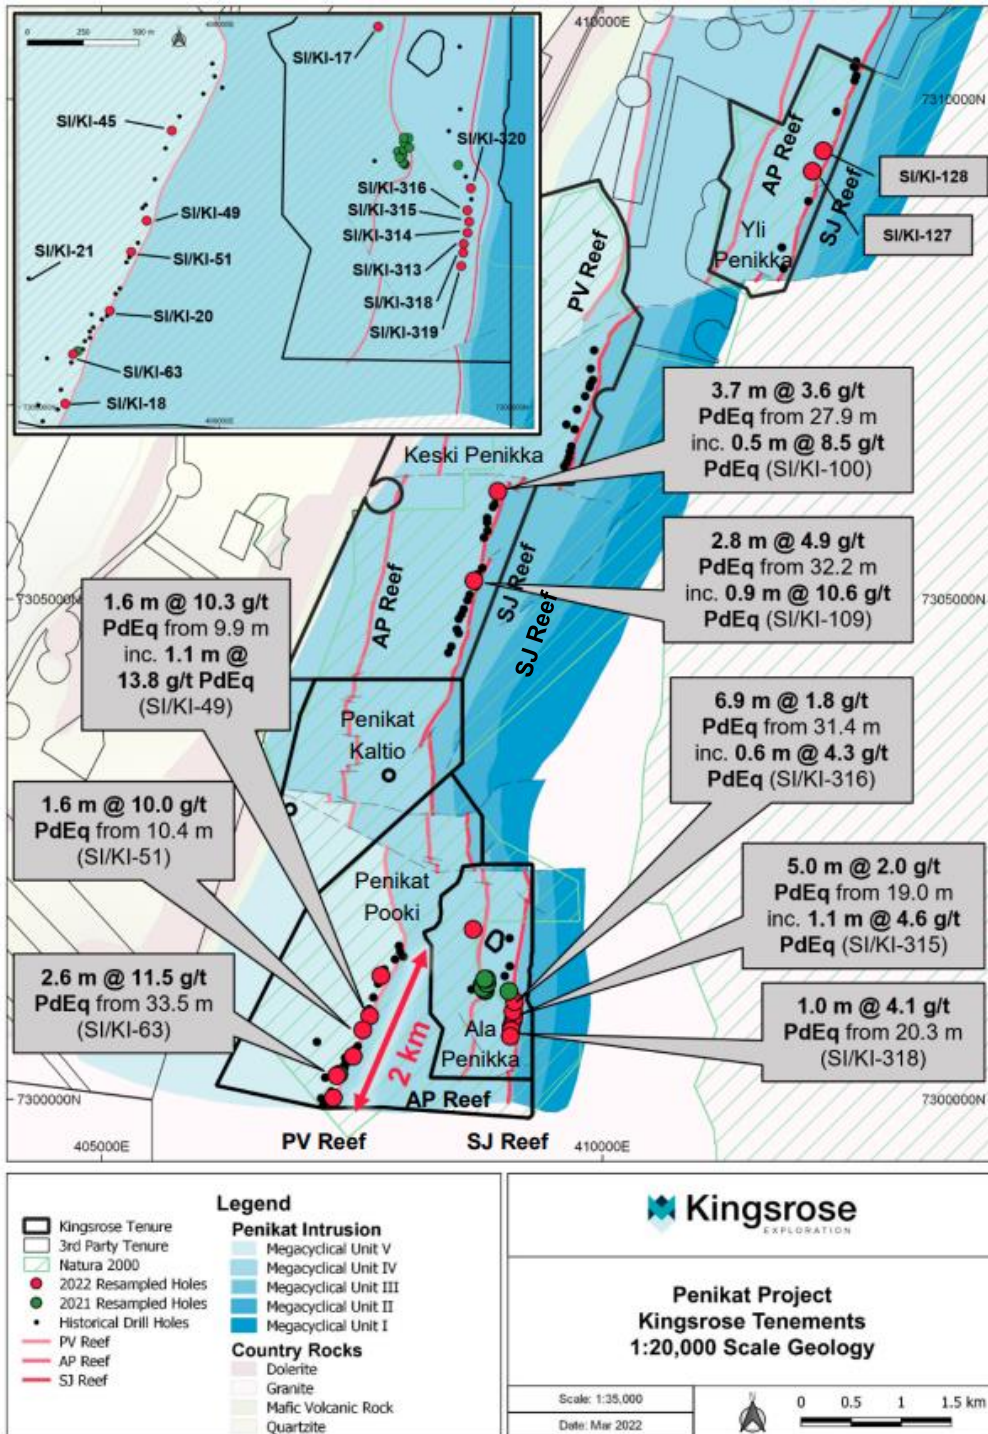 0 250 500 m
4080000E
SI/KI-17
SI/KI-45
SI/KI-320
SI/KI-316
SI/KI-315
SI/KI-314
SI/KI-313
SI/KI-318
SI/KI-319
SI/KI-49
SI/KI-21
SI/KI-51
SI/KI-20
SI/KI-63
SI/KI-18
7300000N
7300000N
410000E
7310000N
AP Reef
SJ Reef
Yli
Penikka
SI/KI-128
SI/KI-127
PV Reef
Keski Penikka
3.7 m @ 3.6 g/t
PdEq from 27.9 m
inc. 0.5 m @ 8.5 g/t
PdEq (SI/KI-100)
2.8 m @ 4.9 g/t
PdEq from 32.2 m
inc. 0.9 m @ 10.6 g/t
PdEq (SI/KI-109)
7305000N
7305000N
AP Reef
SJ Reef
SJ Reef
1.6 m @ 10.3 g/t
PdEq from 9.9 m
inc. 1.1 m @
13.8 g/t PdEq
(SI/KI-49)
Penikat
Kaltio
6.9 m @ 1.8 g/t
PdEq from 31.4 m
inc. 0.6 m @ 4.3 g/t
PdEq (SI/KI-316)
1.6 m @ 10.0 g/t
PdEq from 10.4 m
(SI/KI-51)
Penikat
Pooki
5.0 m @ 2.0 g/t
PdEq from 19.0 m
inc. 1.1 m @ 4.6 g/t
PdEq (SI/KI-315)
2.6 m @ 11.5 g/t
PdEq from 33.5 m
(SI/KI-63)
2 km
Ala
Penikka
1.0 m @ 4.1 g/t
PdEq from 20.3 m
(SI/KI-318)
7300000N
AP Reef
7300000N
405000E
PV Reef
SJ Reef
410000E
Legend
Kingsrose Tenure
3rd Party Tenure
Natura 2000
2022 Resampled Holes
2021 Resampled Holes
Historical Drill Holes
PV Reef
AP Reef
SJ Reef
Penikat Intrusion
Megacyclical Unit V
Megacyclical Unit IV
Megacyclical Unit III
Megacyclical Unit II
Megacyclical Unit I
Country Rocks
Dolerite
Granite
Mafic Volcanic Rock
Quartzite
Kingsrose
EXPLORATION
Penikat Project
Kingsrose Tenements
1:20,000 Scale Geology
Scale: 1:35,000
Date: Mar 2022
N
0 0.5 1 1.5 km